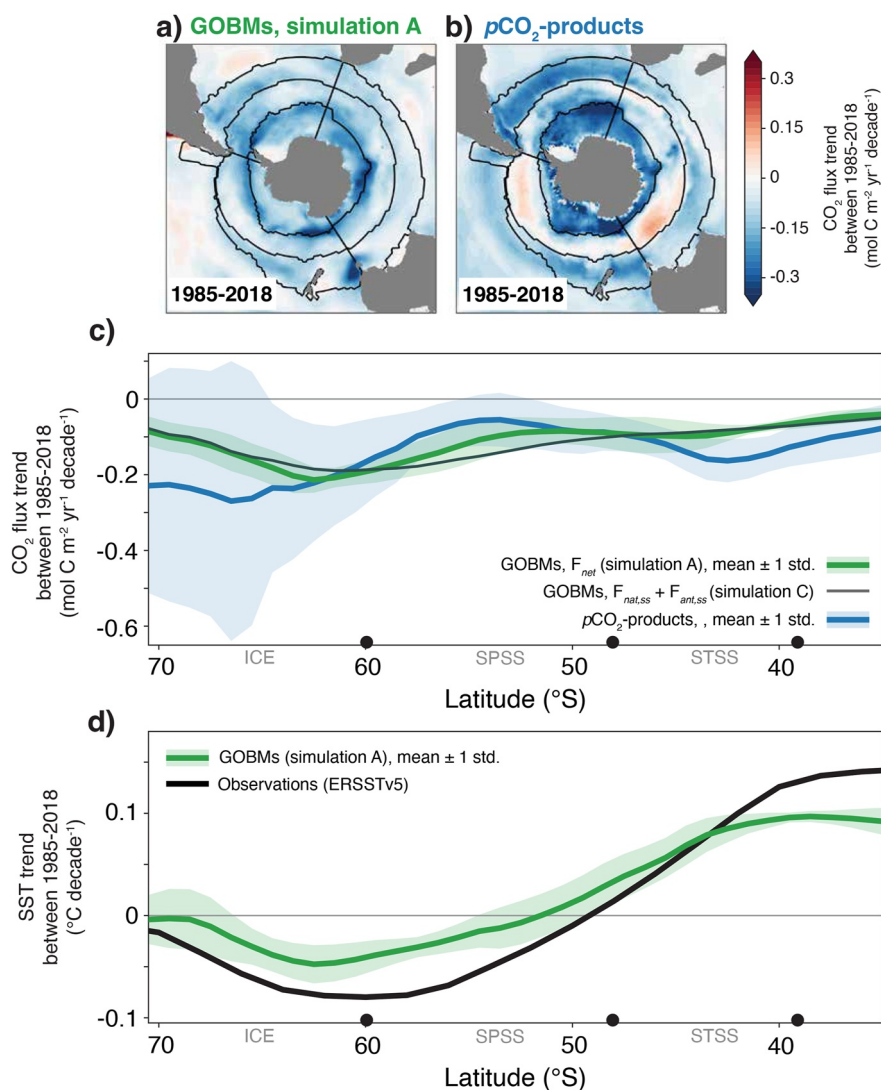 a) GOBMs, simulation A
b) pCO₂-products
1985-2018
1985-2018
0.3
0.15
0
-0.15
-0.3
CO₂ flux trend
between 1985-2018
(mol C m⁻² yr⁻¹ decade⁻¹)
c)
0
-0.2
-0.4
-0.6
CO₂ flux trend
between 1985-2018
(mol C m⁻² yr⁻¹ decade⁻¹)
GOBMs, Fnet (simulation A), mean ± 1 std.
GOBMs, Fnat,ss + Fant,ss (simulation C)
pCO₂-products, , mean ± 1 std.
ICE
SPSS
STSS
70
60
50
40
Latitude (°S)
d)
GOBMs (simulation A), mean ± 1 std.
Observations (ERSSTv5)
0.1
0
-0.1
SST trend
between 1985-2018
(°C decade⁻¹)
ICE
SPSS
STSS
70
60
50
40
Latitude (°S)